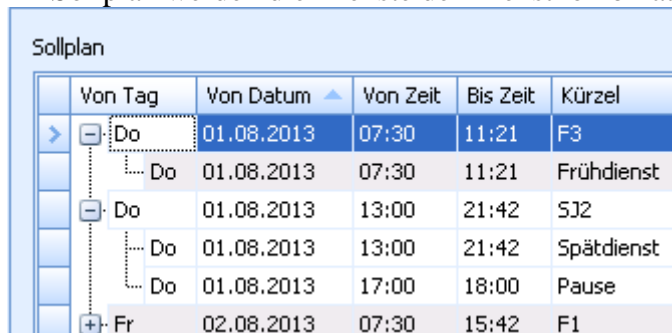 Sollplan
Von Tag Von Datum Von Zeit Bis Zeit Kürzel
Do 01.08.2013 07:30 11:21 F3
Do 01.08.2013 07:30 11:21 Frühdienst
Do 01.08.2013 13:00 21:42 SJ2
Do 01.08.2013 13:00 21:42 Spätdienst
Do 01.08.2013 17:00 18:00 Pause
Fr 02.08.2013 07:30 15:42 F1